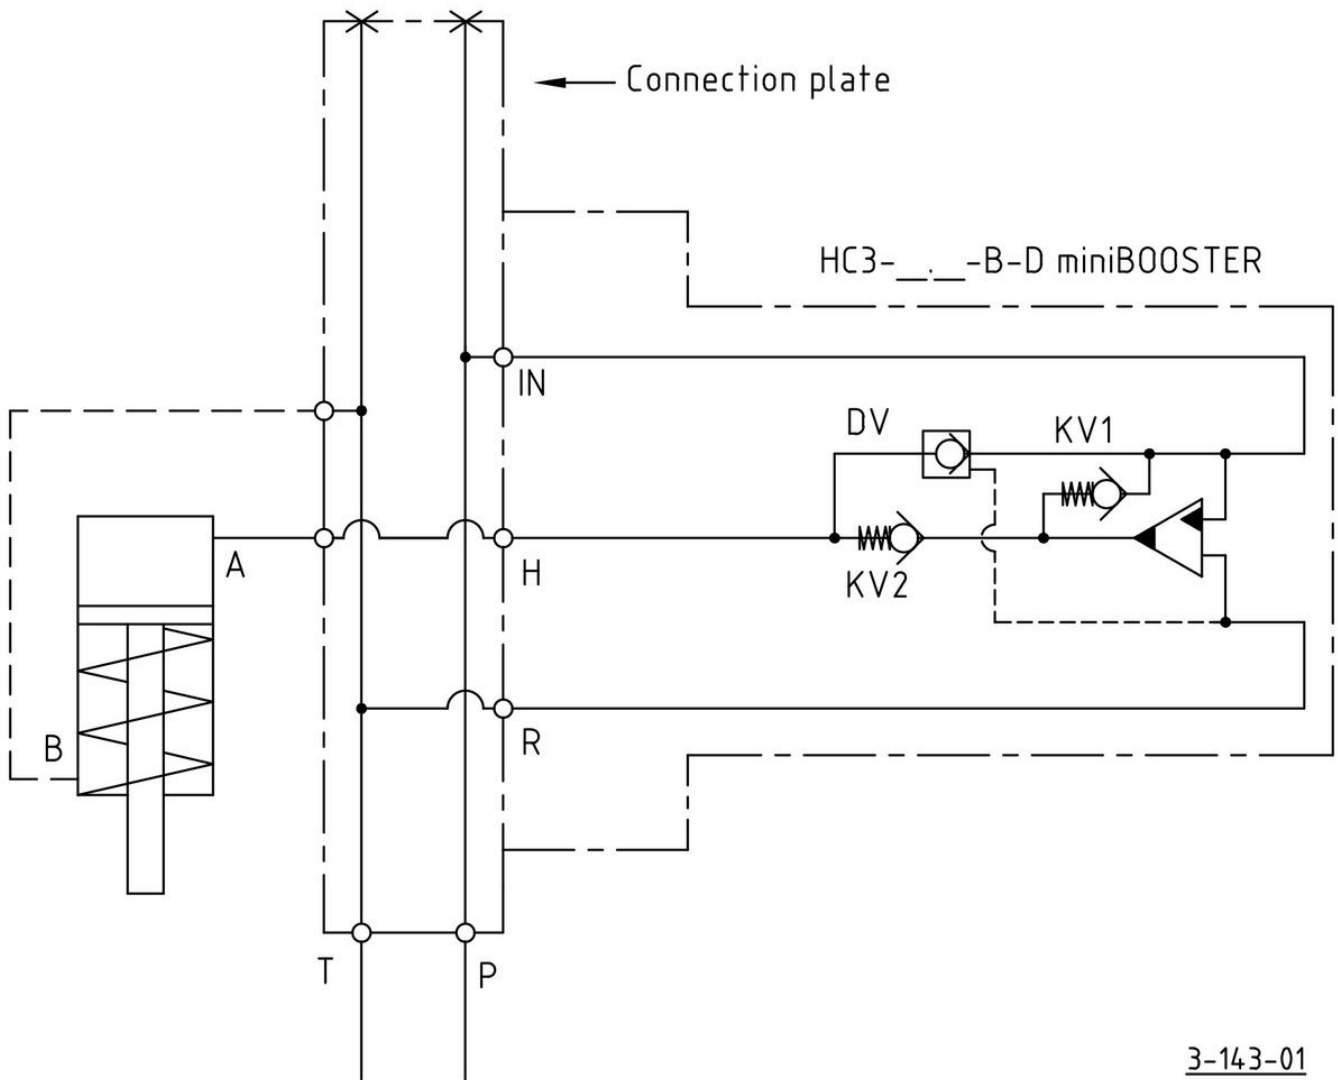 Connection plate
HC3-__.__-B-D miniBOOSTER
IN
DV
KV1
A
H
KV2
B
R
T
P
3-143-01